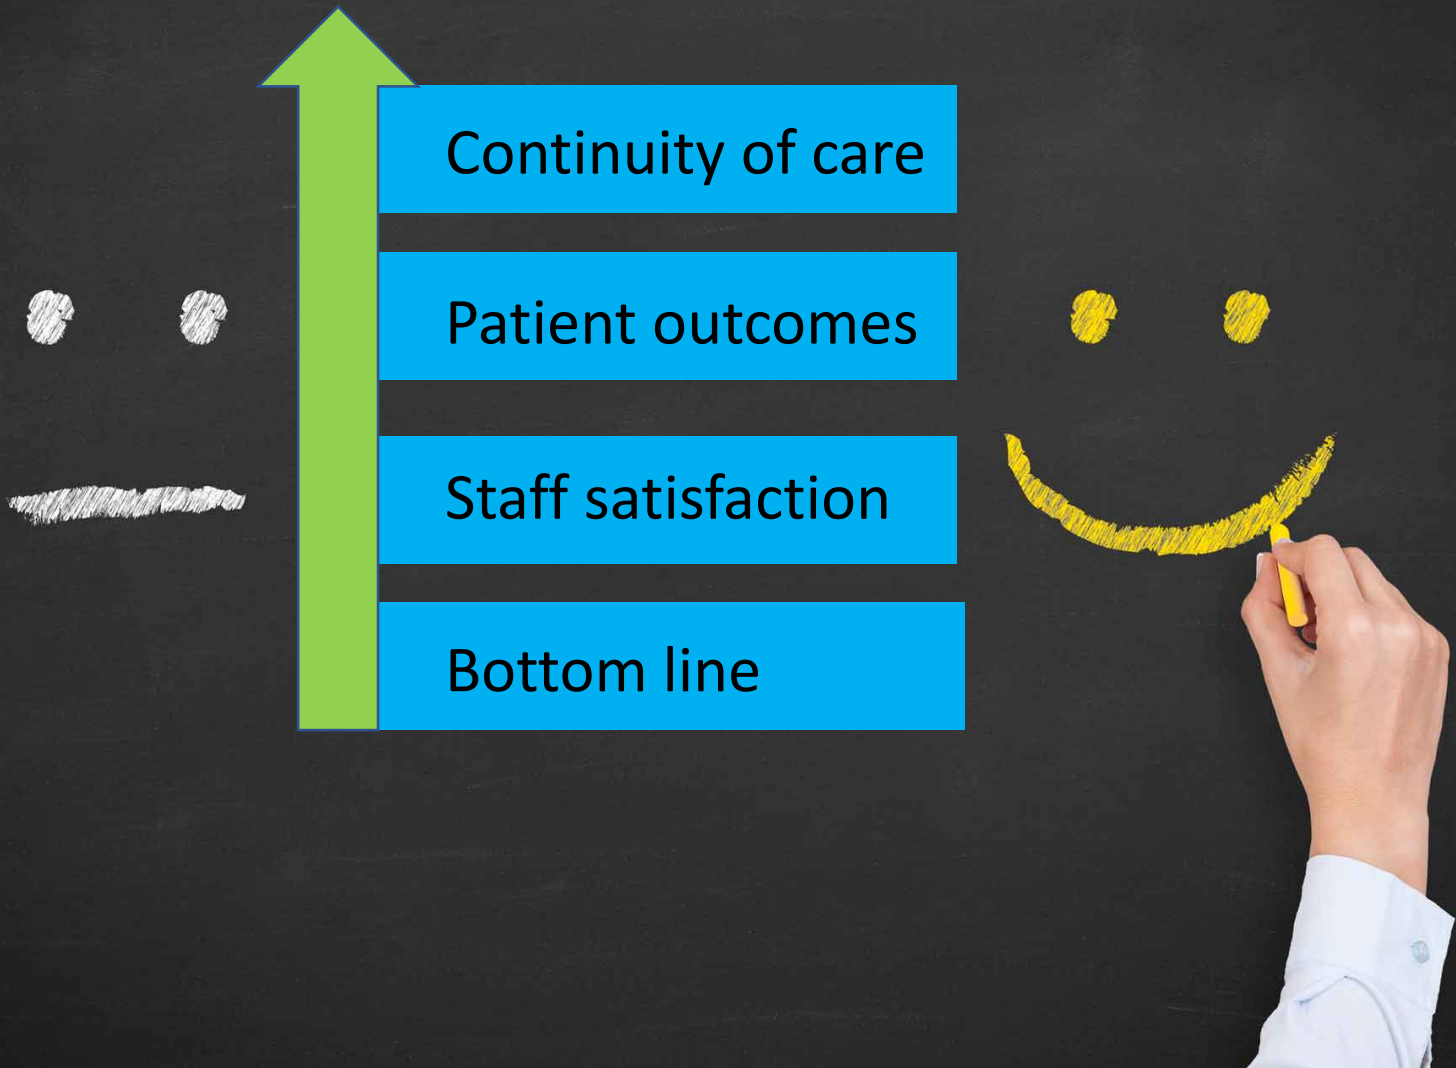 Continuity of care
Patient outcomes
Staff satisfaction
Bottom line